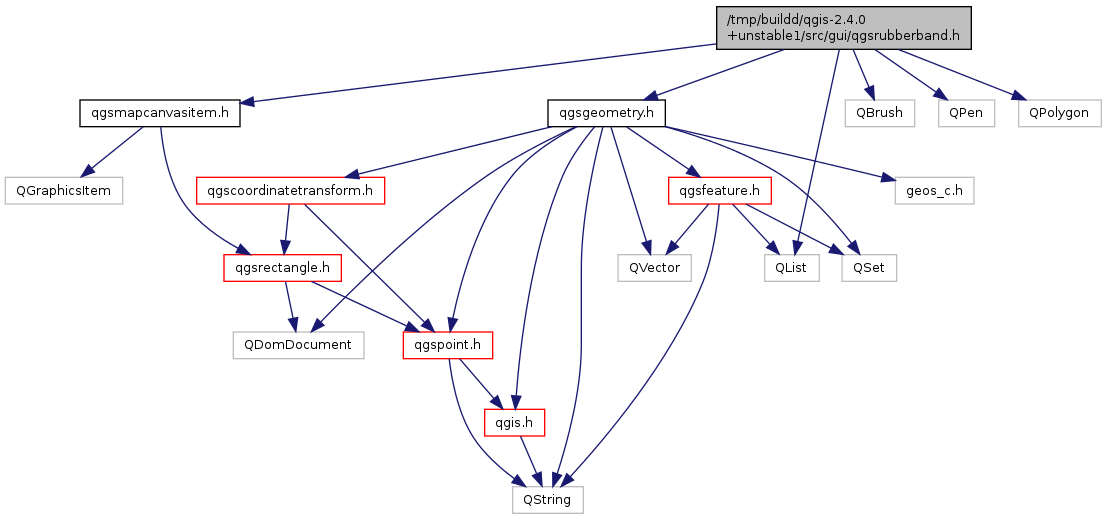 /tmp/buildd/qgis-2.4.0
+unstable1/src/gui/qgsrubberband.h
qgsmapcanvasitem.h
qgsgeometry.h
QBrush
QPen
QPolygon
QGraphicsItem
qgscoordinatetransform.h
qgsfeature.h
geos_c.h
qgsrectangle.h
QVector
QList
QSet
QDomDocument
qgspoint.h
qgis.h
QString